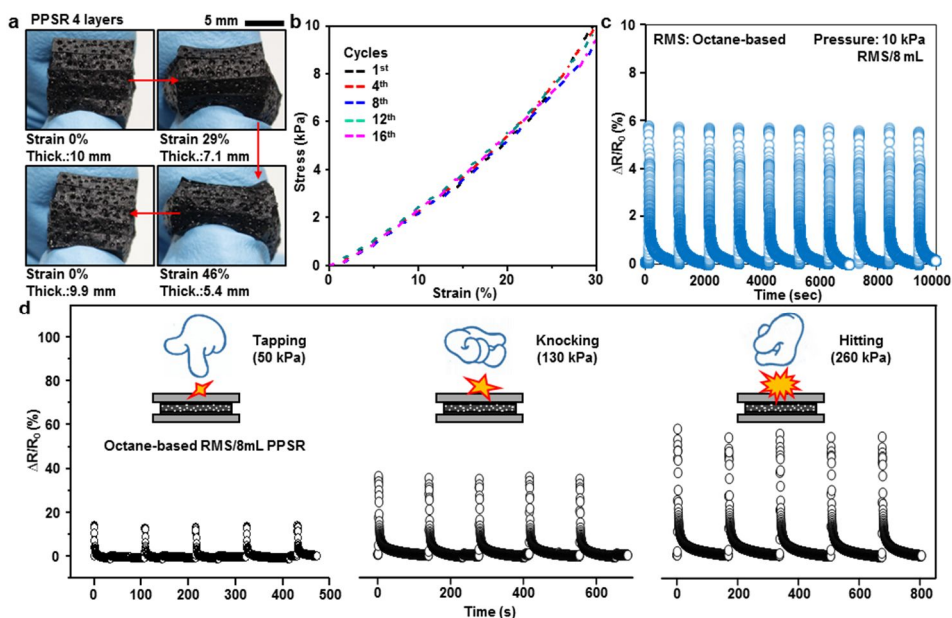 a
PPSR 4 layers
5 mm
Strain 0%
Thick.:10 mm
Strain 29%
Thick.:7.1 mm
Strain 0%
Thick.:9.9 mm
Strain 46%
Thick.:5.4 mm
b
Stress (kPa)
10
8
6
4
2
0
Cycles
1st
4th
8th
12th
16th
0
10
20
30
Strain (%)
c
ΔR/R0 (%)
8
6
4
2
0
RMS: Octane-based
Pressure: 10 kPa
RMS/8 mL
0
2000
4000
6000
8000
10000
Time (sec)
d
ΔR/R0 (%)
100
80
60
40
20
0
Tapping
(50 kPa)
Octane-based RMS/8mL PPSR
0
100
200
300
400
500
Knocking
(130 kPa)
0
200
400
600
Hitting
(260 kPa)
0
200
400
600
800
Time (s)